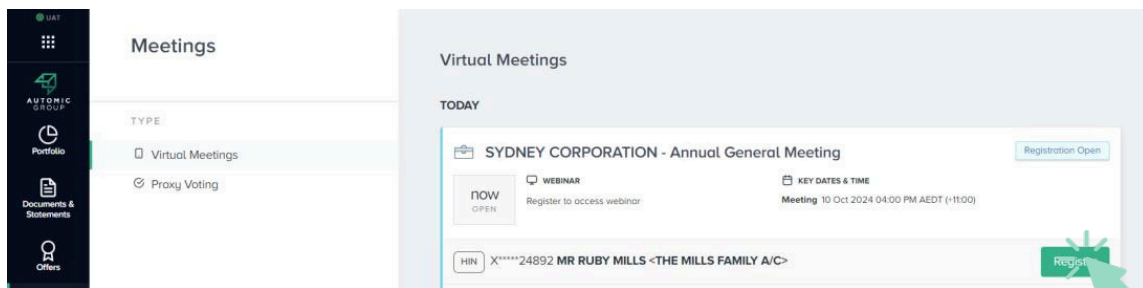 UAT
AUTOMIC
GROUP
Portfolio
Documents &
Statements
Offers
Meetings
TYPE
Virtual Meetings
Proxy Voting
Virtual Meetings
TODAY
SYDNEY CORPORATION - Annual General Meeting
Registration Open
now
OPEN
WEBINAR
Register to access webinar
KEY DATES & TIME
Meeting 10 Oct 2024 04:00 PM AEDT (+11:00)
HIN X*****24892 MR RUBY MILLS <THE MILLS FAMILY A/C>
Regist